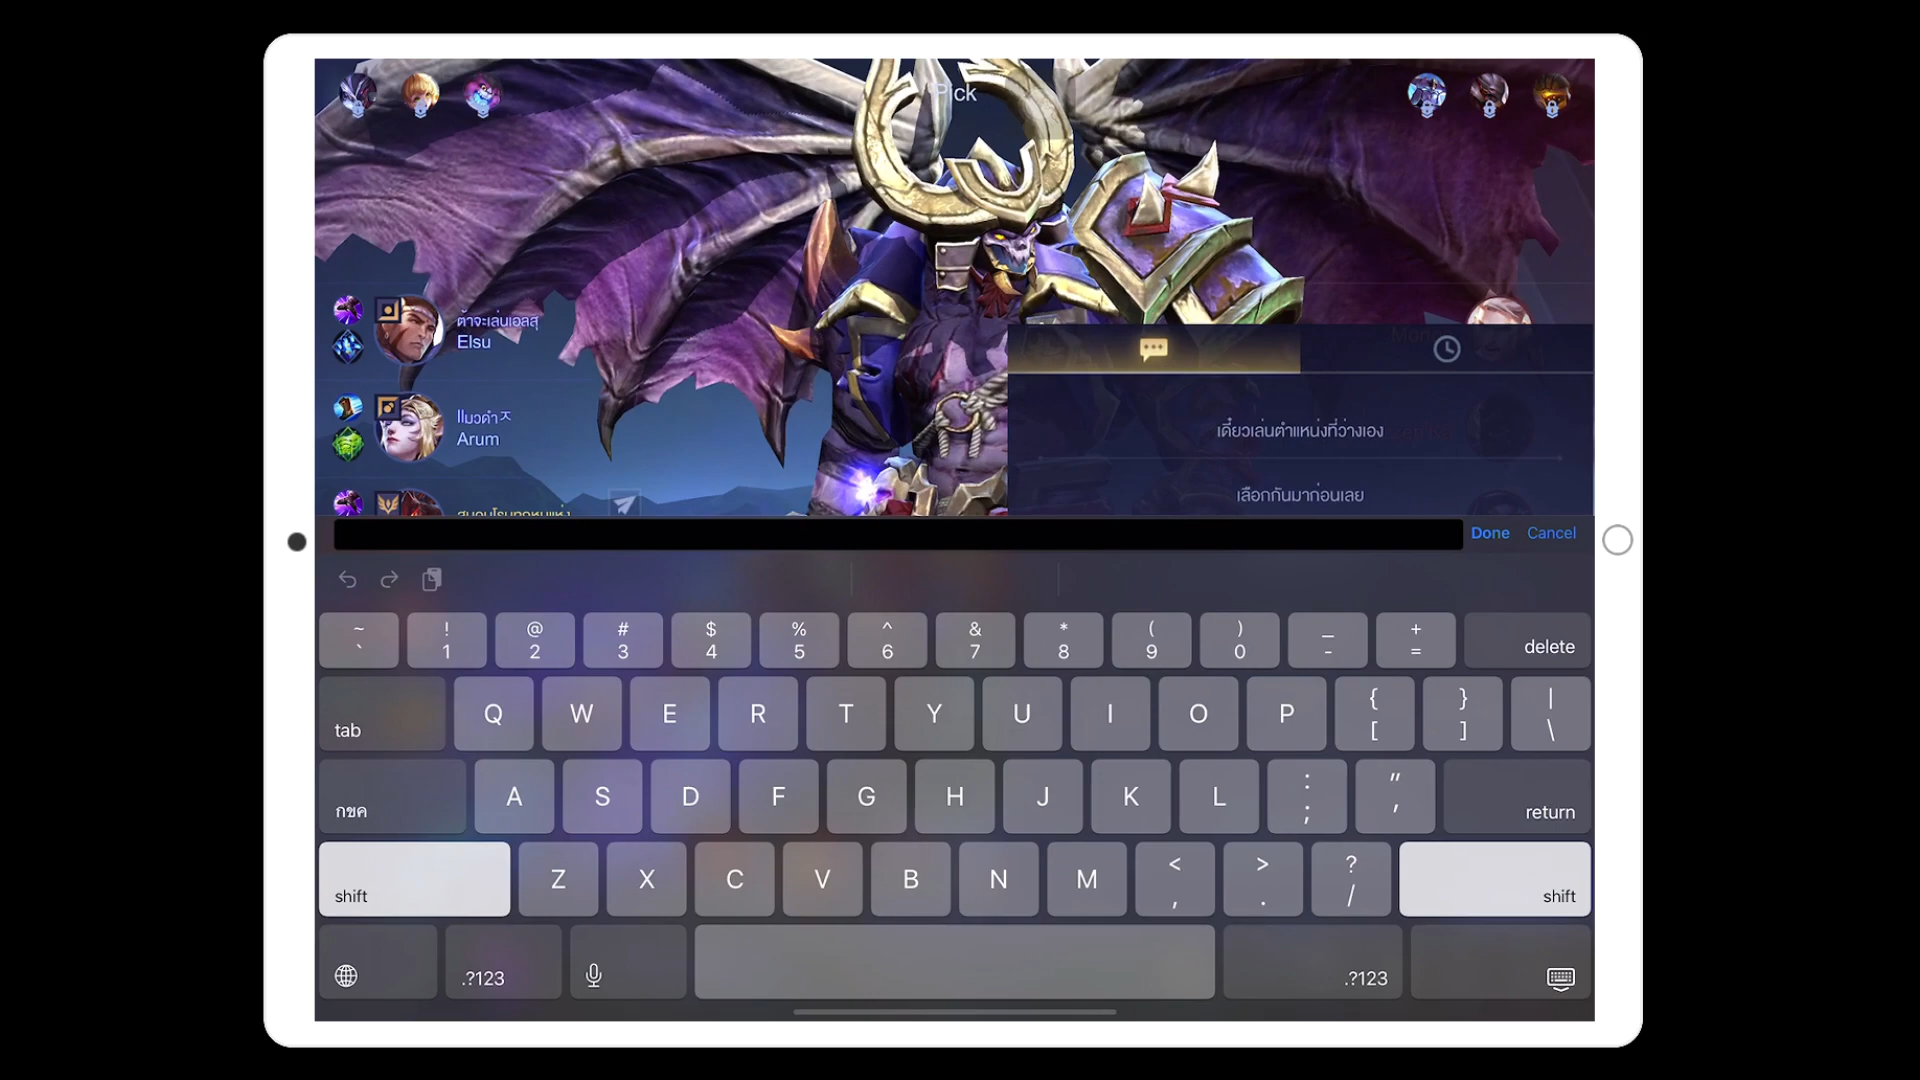 Pick
ต้าจะเล่นเอลสุ
Elsu
แมวดำㅈ
Arum
เดี๋ยวเล่นตำแหน่งที่ว่างเอง
เลือกกันมาก่อนเลย
Done Cancel
~ ! @ # $ % ^ & * ( ) _ +
` 1 2 3 4 5 6 7 8 9 0 - = delete
tab Q W E R T Y U I O P { [ } ] | \
กขค A S D F G H J K L : ; " ' return
shift Z X C V B N M < , > . ? / shift
.?123 .?123